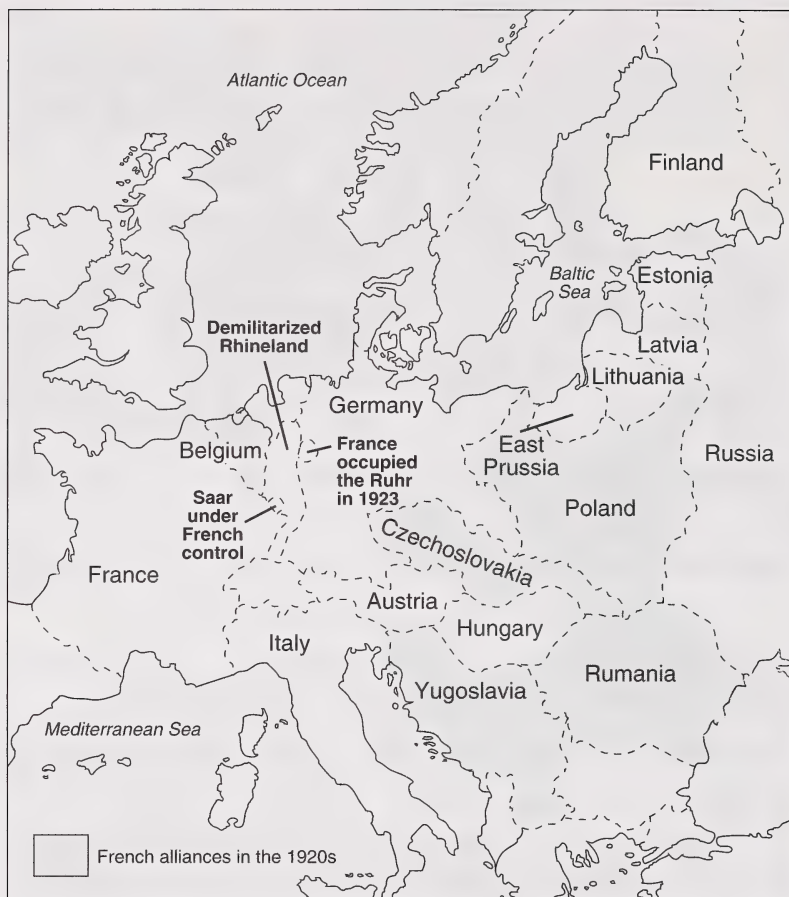 Atlantic Ocean
Finland
Baltic
Sea
Estonia
Demilitarized
Rhineland
Latvia
Lithuania
Germany
Belgium
France
occupied
the Ruhr
in 1923
East
Prussia
Russia
Saar
under
French
control
Poland
Czechoslovakia
France
Austria
Hungary
Italy
Rumania
Yugoslavia
Mediterranean Sea
French alliances in the 1920s